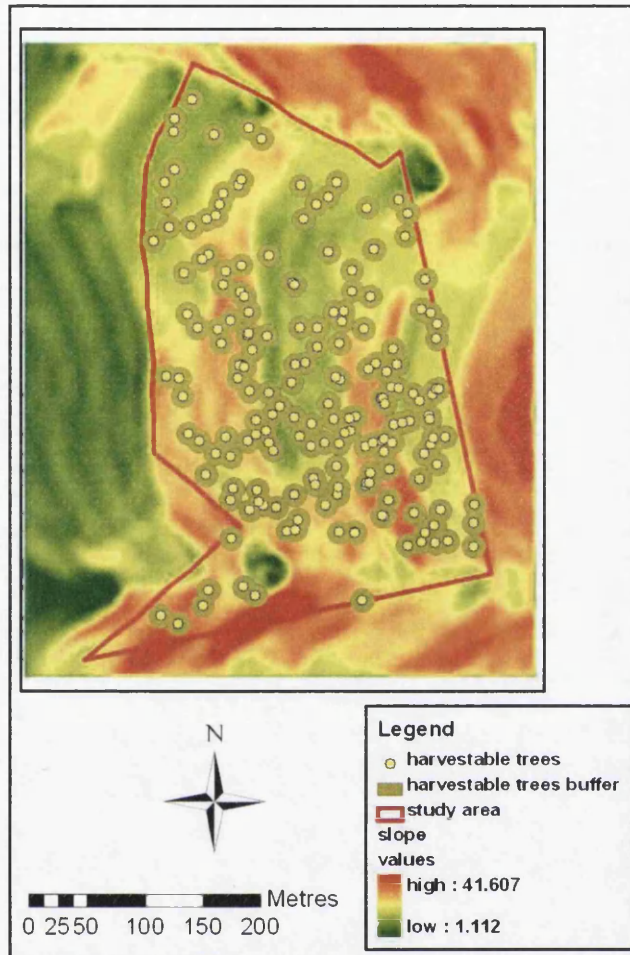 N
Metres
0 25 50 100 150 200
Legend
harvestable trees
harvestable trees buffer
study area
slope
values
high : 41.607
low : 1.112